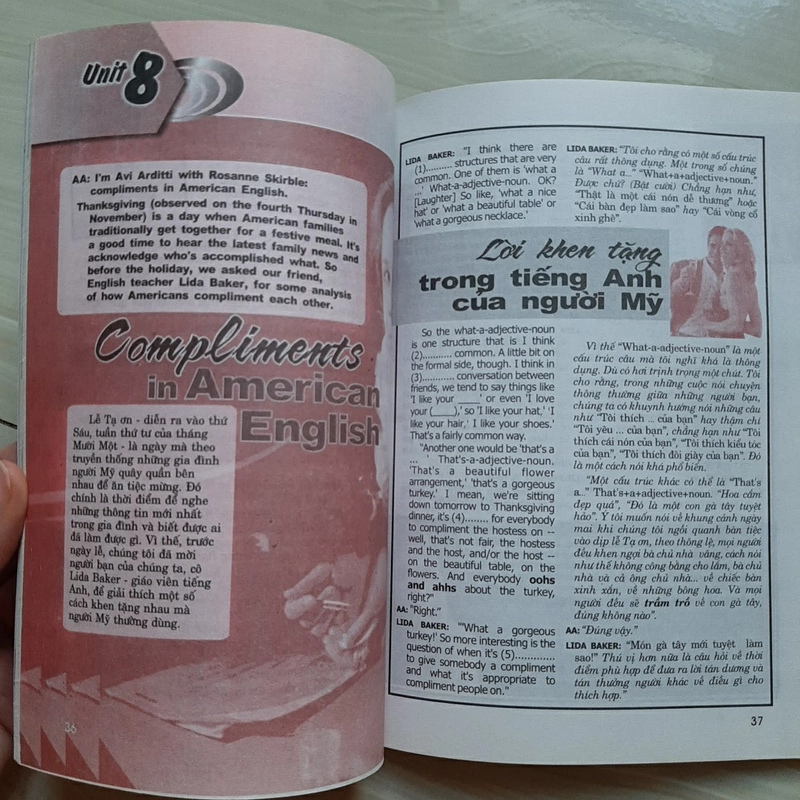 Unit 8
AA: I'm Avi Arditti with Rosanne Skirble:
compliments in American English.
Thanksgiving (observed on the fourth Thursday in
November) is a day when American families
traditionally get together for a festive meal. It's
a good time to hear the latest family news and
acknowledge who's accomplished what. So
before the holiday, we asked our friend,
English teacher Lida Baker, for some analysis
of how Americans compliment each other.
Compliments
in American
English
Lễ Tạ ơn - diễn ra vào thứ
Sáu, tuần thứ tư của tháng
Mười Một - là ngày mà theo
truyền thống những gia đình
người Mỹ quây quần bên
nhau để ăn tiệc mừng. Đó
chính là thời điểm để nghe
những thông tin mới nhất
trong gia đình và biết được ai
đã làm được gì. Vì thế, trước
ngày lễ, chúng tôi đã mời
người bạn của chúng ta, cô
Lida Baker - giáo viên tiếng
Anh, để giải thích một số
cách khen tặng nhau mà
người Mỹ thường dùng.
36
LIDA BAKER: "I think there are
(1).......... structures that are very
common. One of them is 'what a
...' What-a-adjective-noun. OK?
[Laughter] So like, 'what a nice
hat' or 'what a beautiful table' or
'what a gorgeous necklace.'
LIDA BAKER: "Tôi cho rằng có một số cấu trúc
câu rất thông dụng. Một trong số chúng
là "What a..." "What+a+adjective+noun."
Được chứ? (Bật cười) Chẳng hạn như,
"Thật là một cái nón dễ thương" hoặc
"Cái bàn đẹp làm sao" hay "Cái vòng cổ
xinh ghê".
Lời khen tặng
trong tiếng Anh
của người Mỹ
So the what-a-adjective-noun
is one structure that is I think
(2).......... common. A little bit on
the formal side, though. I think in
(3).......... conversation between
friends, we tend to say things like
'I like your ____' or even 'I love
your (____),' so 'I like your hat,' 'I
like your hair,' ' I like your shoes.'
That's a fairly common way.
"Another one would be 'that's a
... ' That's-a-adjective-noun.
'That's a beautiful flower
arrangement,' 'that's a gorgeous
turkey.' I mean, we're sitting
down tomorrow to Thanksgiving
dinner, it's (4).......... for everybody
to compliment the hostess on --
well, that's not fair, the hostess
and the host, and/or the host --
on the beautiful table, on the
flowers. And everybody oohs
and ahhs about the turkey,
right?"
AA: "Right."
LIDA BAKER: "'What a gorgeous
turkey!' So more interesting is the
question of when it's (5)............
to give somebody a compliment
and what it's appropriate to
compliment people on."
Vì thế "What-a-adjective-noun" là một
cấu trúc câu mà tôi nghĩ khá là thông
dụng. Dù có hơi trịnh trọng một chút. Tôi
cho rằng, trong những cuộc nói chuyện
thông thường giữa những người bạn,
chúng ta có khuynh hướng nói những câu
như "Tôi thích ... của bạn" hay thậm chí
"Tôi yêu ... của bạn", chẳng hạn như "Tôi
thích cái nón của bạn", "Tôi thích kiểu tóc
của bạn", "Tôi thích đôi giày của bạn". Đó
là một cách nói khá phổ biến.
"Một cấu trúc khác có thể là "That's
a..." That's+a+adjective+noun. "Hoa cắm
đẹp quá", "Đó là một con gà tây tuyệt
hảo". Ý tôi muốn nói về khung cảnh ngày
mai khi chúng tôi ngồi quanh bàn tiệc
vào dịp lễ Tạ ơn, theo thông lệ, mọi người
đều khen ngợi bà chủ nhà vâng, cách nói
như thế không công bằng cho lắm, bà chủ
nhà và cả ông chủ nhà... về chiếc bàn
xinh xắn, về những bông hoa. Và mọi
người đều sẽ trầm trồ về con gà tây,
đúng không nào".
AA: "Đúng vậy."
LIDA BAKER: "Món gà tây mới tuyệt làm
sao!" Thú vị hơn nữa là câu hỏi về thời
điểm phù hợp để đưa ra lời tán dương và
tán thưởng người khác về điều gì cho
thích hợp."
37